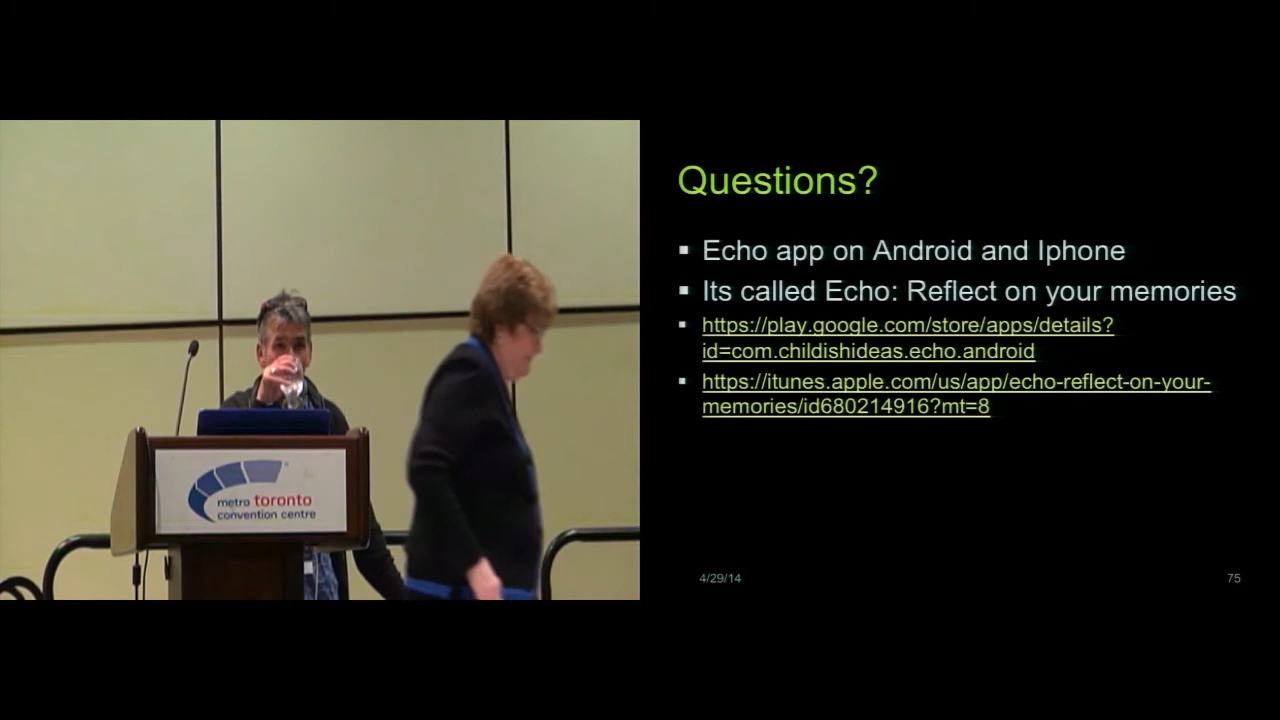 Questions?
Echo app on Android and Iphone
Its called Echo: Reflect on your memories
https://play.google.com/store/apps/details?
id=com.childishideas.echo.android
https://itunes.apple.com/us/app/echo-reflect-on-your-
memories/id680214916?mt=8
4/29/14
75
metro toronto
convention centre